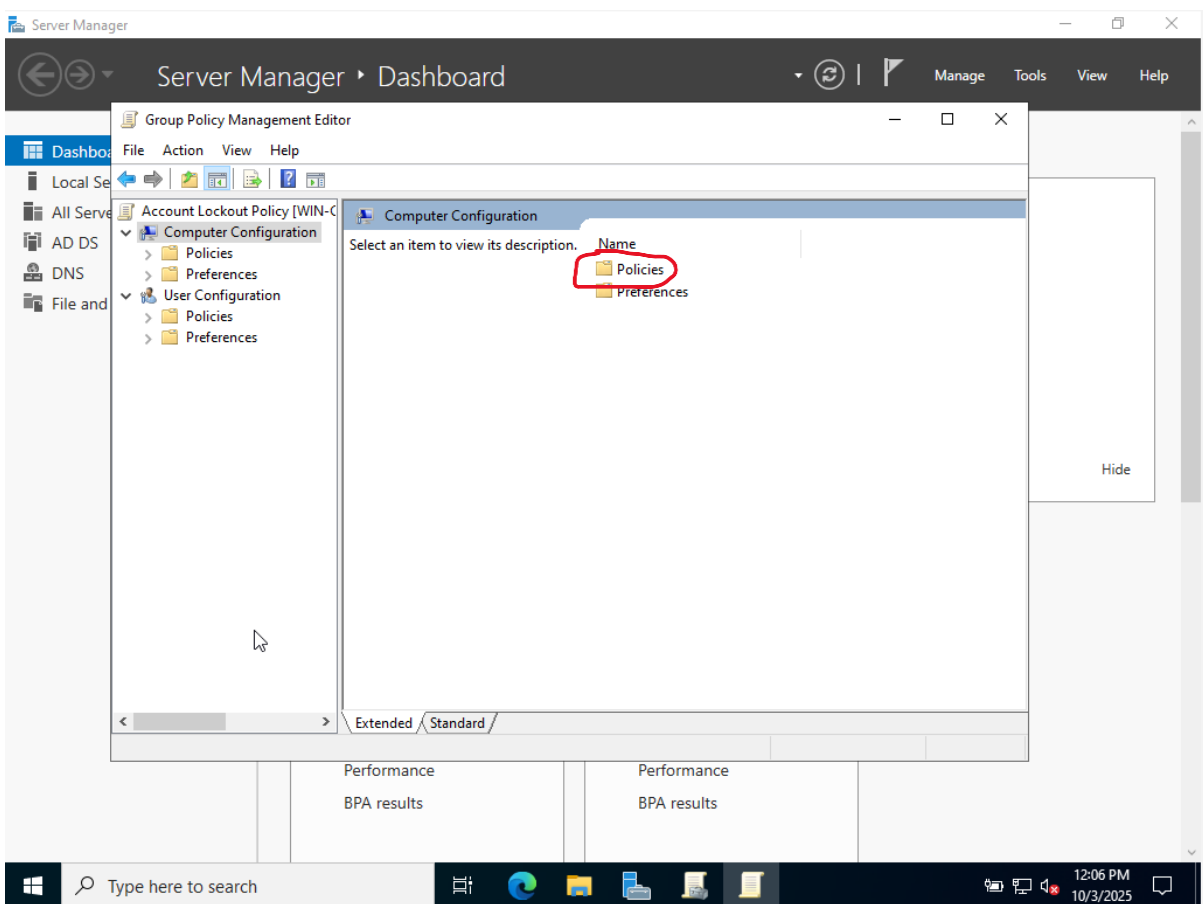 Server Manager
Server Manager ‣ Dashboard
Manage Tools View Help
Group Policy Management Editor
File Action View Help
Dashboa
Local Se
All Serve
AD DS
DNS
File and
Account Lockout Policy [WIN-C
Computer Configuration
Policies
Preferences
User Configuration
Policies
Preferences
Computer Configuration
Select an item to view its description.
Name
Policies
Preferences
Hide
Extended
Standard
Performance
BPA results
Performance
BPA results
Type here to search
12:06 PM
10/3/2025